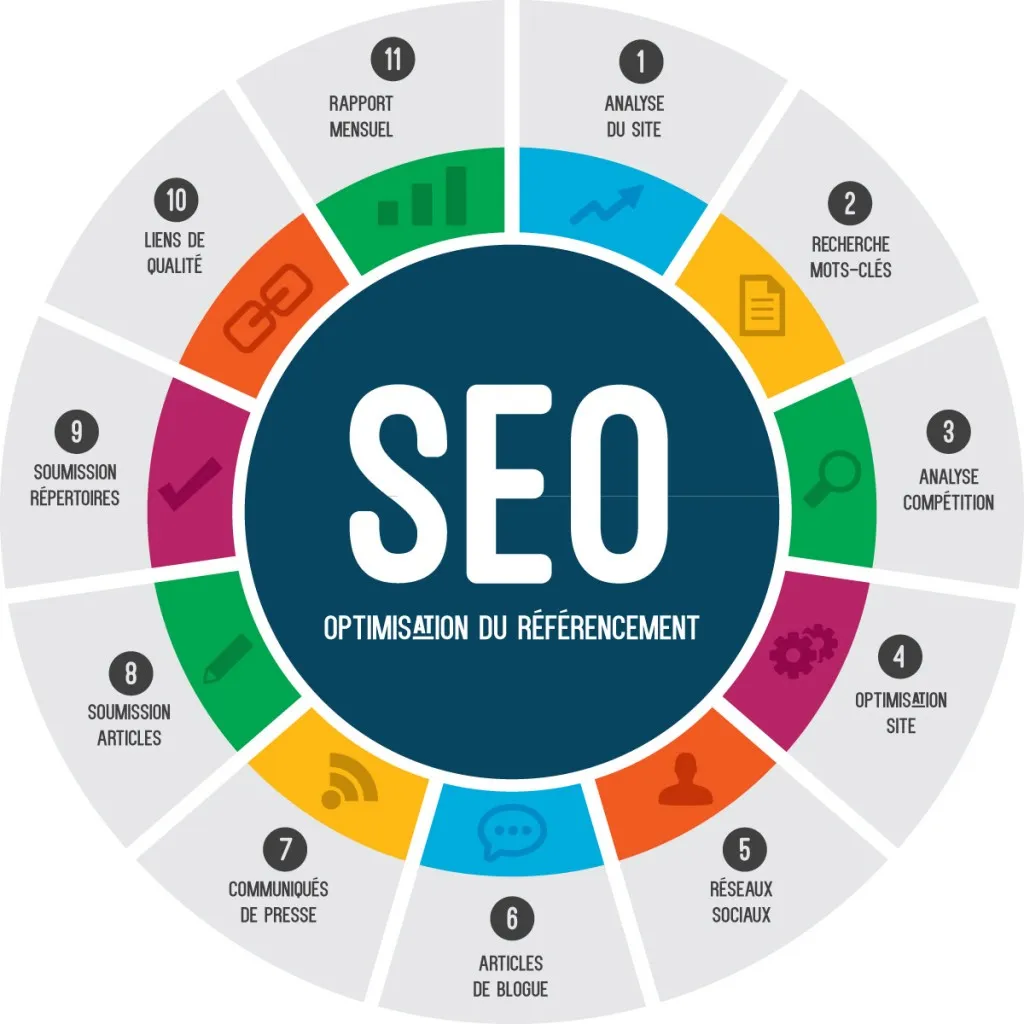 SEO
OPTIMISATION DU RÉFÉRENCEMENT
1
ANALYSE
DU SITE
2
RECHERCHE
MOTS-CLÉS
3
ANALYSE
COMPÉTITION
4
OPTIMISATION
SITE
5
RÉSEAUX
SOCIAUX
6
ARTICLES
DE BLOGUE
7
COMMUNIQUÉS
DE PRESSE
8
SOUMISSION
ARTICLES
9
SOUMISSION
RÉPERTOIRES
10
LIENS DE
QUALITÉ
11
RAPPORT
MENSUEL